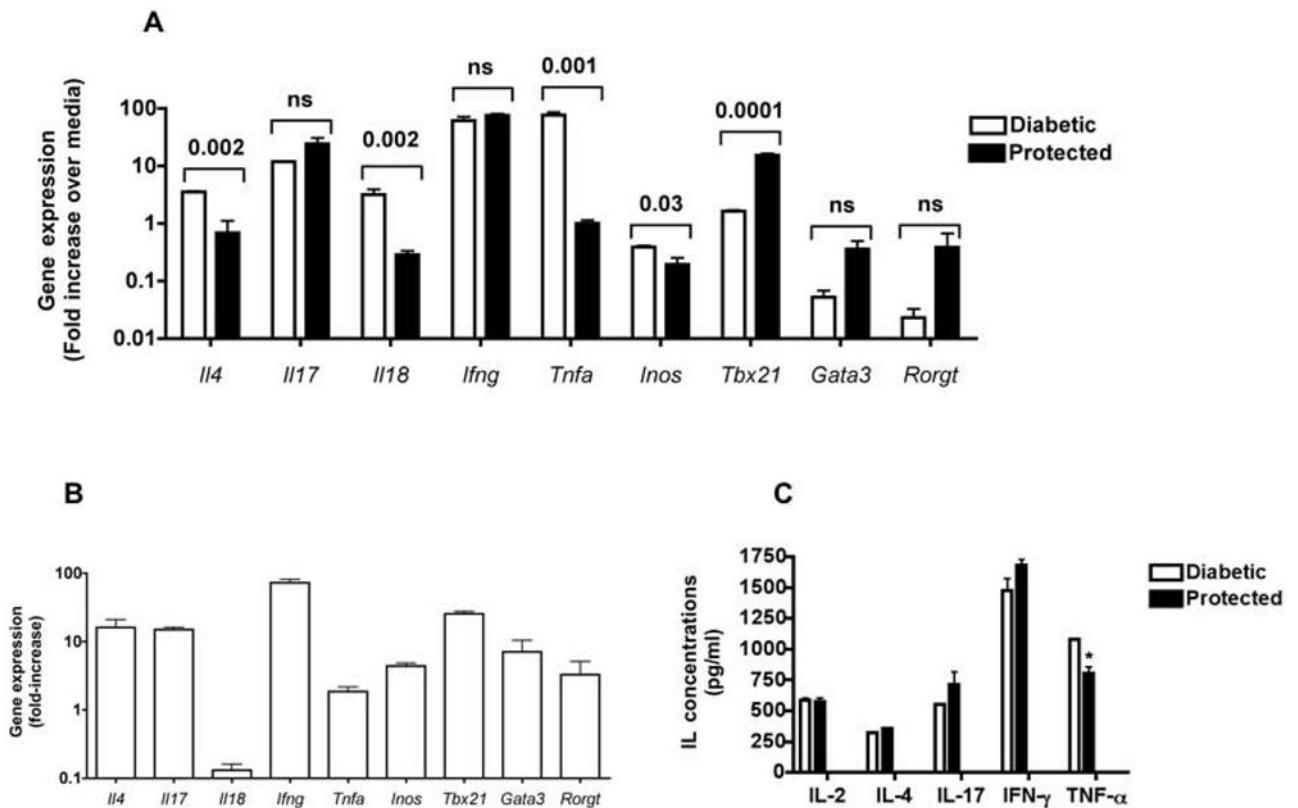 A
Gene expression
(Fold increase over media)
100
10
1
0.1
0.01
0.002
ns
0.002
ns
0.001
0.03
0.0001
ns
ns
Diabetic
Protected
Il4 Il17 Il18 Ifng Tnfa Inos Tbx21 Gata3 Rorgt
B
Gene expression
(fold-increase)
100
10
1
0.1
Il4 Il17 Il18 Ifng Tnfa Inos Tbx21 Gata3 Rorgt
C
IL concentrations
(pg/ml)
1750
1500
1250
1000
750
500
250
0
*
Diabetic
Protected
IL-2 IL-4 IL-17 IFN-γ TNF-α